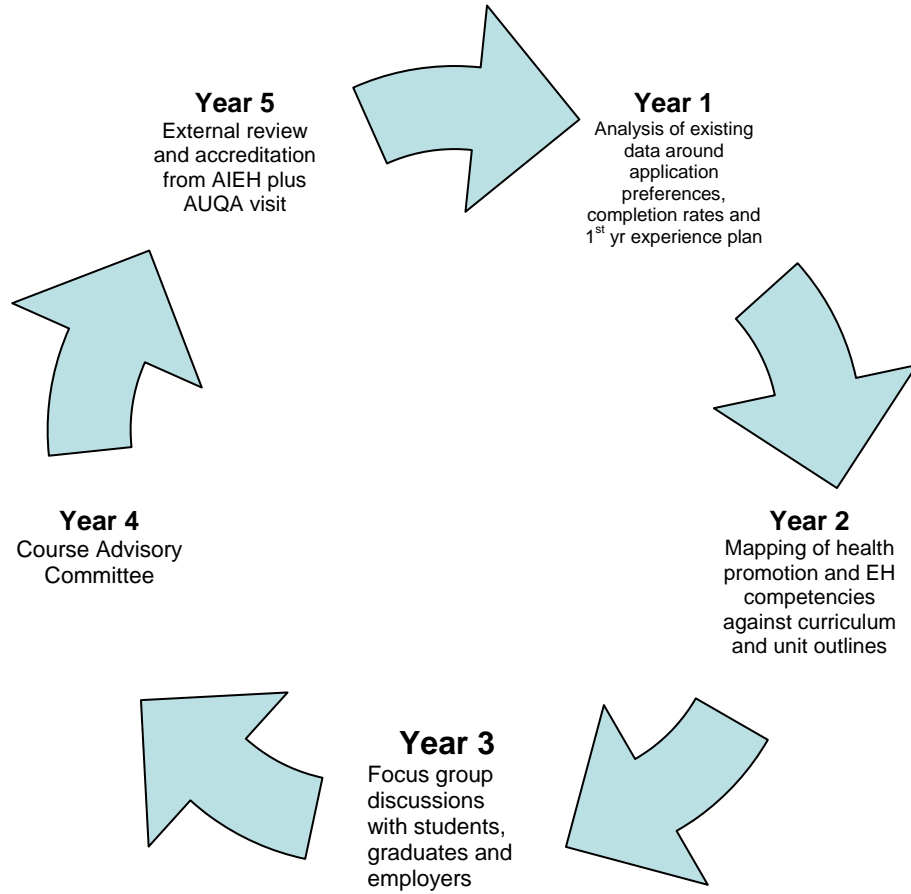 Year 1
Analysis of existing
data around
application
preferences,
completion rates and
1st yr experience plan
Year 2
Mapping of health
promotion and EH
competencies
against curriculum
and unit outlines
Year 3
Focus group
discussions
with students,
graduates and
employers
Year 4
Course Advisory
Committee
Year 5
External review
and accreditation
from AIEH plus
AUQA visit